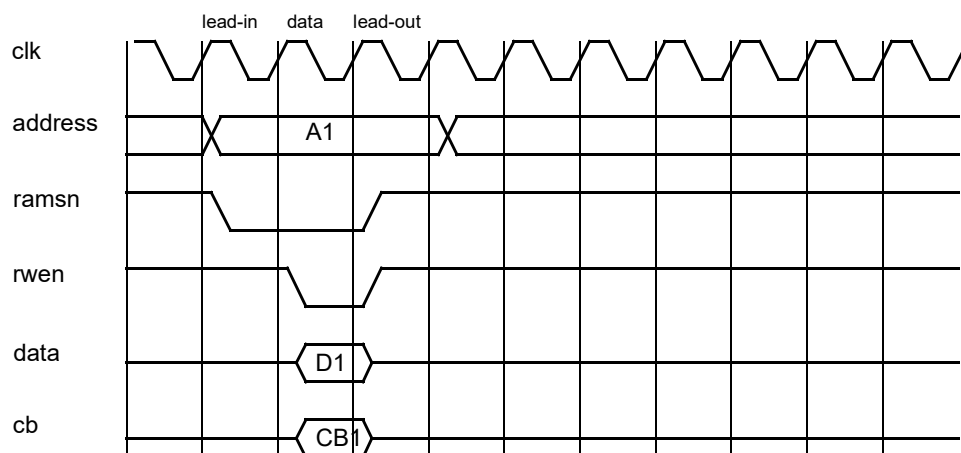 lead-in data lead-out
clk
address A1
ramsn
rwen
data D1
cb CB1